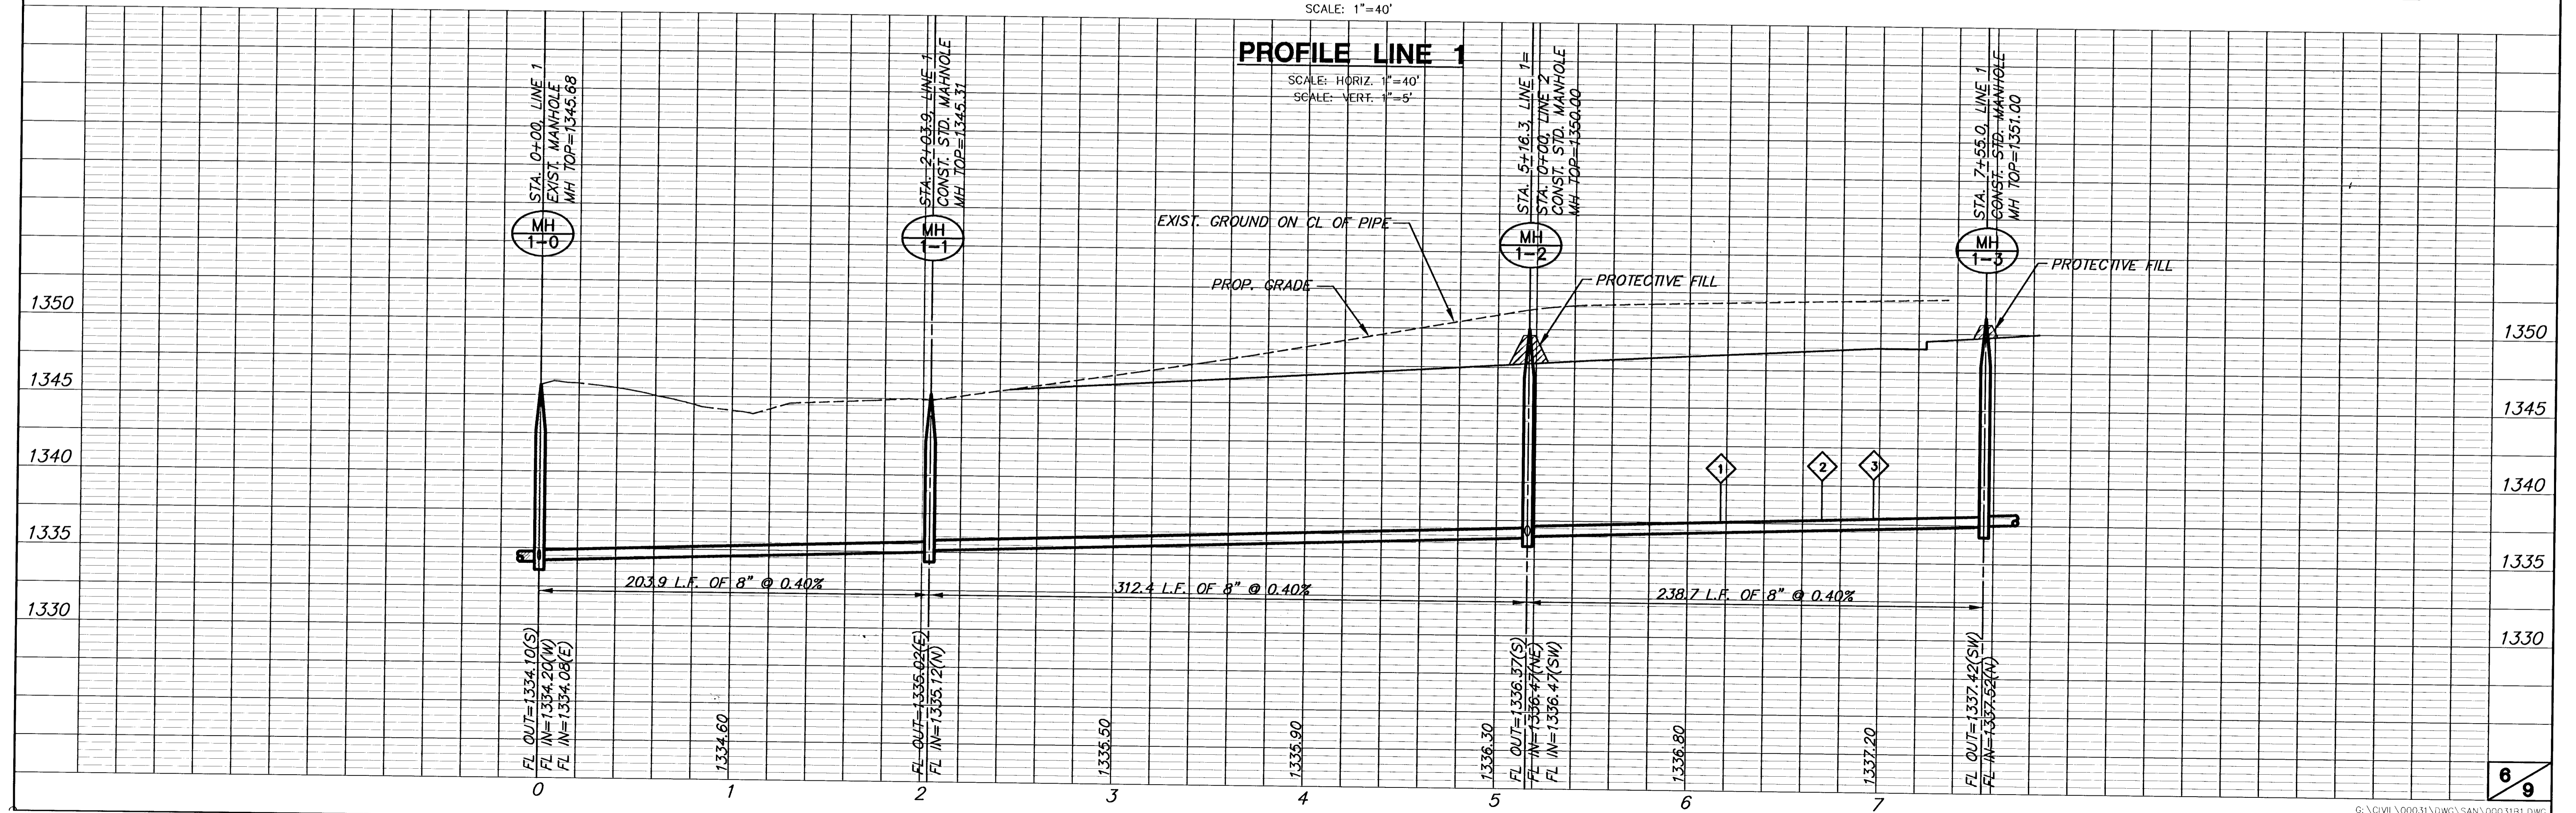 SCALE: 1"=40'
PROFILE LINE 1
SCALE: HORIZ. 1"=40'
SCALE: VERT. 1"=5'
STA. 0+00, LINE 1
EXIST. MANHOLE
MH TOP=1345.68
STA. 2+03.9, LINE 1
CONST. STD. MAHNOLE
MH TOP=1345.31
STA. 5+16.3, LINE 1=
STA. 0+00, LINE 2
CONST. STD. MANHOLE
MH TOP=1350.00
STA. 7+55.0, LINE 1
CONST. STD. MANHOLE
MH TOP=1351.00
MH
1-0
MH
1-1
MH
1-2
MH
1-3
EXIST. GROUND ON CL OF PIPE
PROP. GRADE
PROTECTIVE FILL
PROTECTIVE FILL
1350
1345
1340
1335
1330
1350
1345
1340
1335
1330
1
2
3
203.9 L.F. OF 8" @ 0.40%
312.4 L.F. OF 8" @ 0.40%
238.7 L.F. OF 8" @ 0.40%
FL OUT=1334.10(S)
FL IN=1334.20(W)
FL IN=1334.08(E)
1334.60
FL OUT=1335.02(E)
FL IN=1335.12(N)
1335.50
1335.90
1336.30
FL OUT=1336.37(S)
FL IN=1336.47(NE)
FL IN=1336.47(SW)
1336.80
1337.20
FL OUT=1337.42(SW)
FL IN=1337.52(N)
0
1
2
3
4
5
6
7
6
9
G:\CIVIL\00031\DWG\SAN\00031R1.DWG